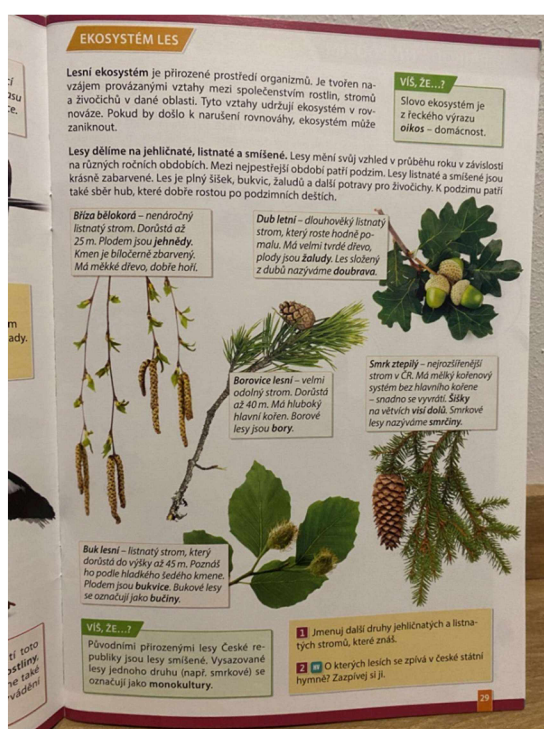 EKOSYSTÉM LES
Lesní ekosystém je přirozené prostředí organizmů. Je tvořen na-
vzájem provázanými vztahy mezi společenstvím rostlin, stromů
a živočichů v dané oblasti. Tyto vztahy udržují ekosystém v rov-
nováze. Pokud by došlo k narušení rovnováhy, ekosystém může
zaniknout.
VÍŠ, ŽE...?
Slovo ekosystém je
z řeckého výrazu
oikos – domácnost.
Lesy dělíme na jehličnaté, listnaté a smíšené. Lesy mění svůj vzhled v průběhu roku v závislosti
na různých ročních obdobích. Mezi nejpestřejší období patří podzim. Lesy listnaté a smíšené jsou
krásně zabarvené. Les je plný šišek, bukvic, žaludů a další potravy pro živočichy. K podzimu patří
také sběr hub, které dobře rostou po podzimních deštích.
Bříza bělokorá – nenáročný
listnatý strom. Dorůstá až
25 m. Plodem jsou jehnědy.
Kmen je bíločerně zbarvený.
Má měkké dřevo, dobře hoří.
Dub letní – dlouhověký listnatý
strom, který roste hodně po-
malu. Má velmi tvrdé dřevo,
plody jsou žaludy. Les složený
z dubů nazýváme doubrava.
Borovice lesní – velmi
odolný strom. Dorůstá
až 40 m. Má hluboký
hlavní kořen. Borové
lesy jsou bory.
Smrk ztepilý – nejrozšířenější
strom v ČR. Má mělký kořenový
systém bez hlavního kořene
– snadno se vyvrátí. Šišky
na větvích visí dolů. Smrkové
lesy nazýváme smrčiny.
Buk lesní – listnatý strom, který
dorůstá do výšky až 45 m. Poznáš
ho podle hladkého šedého kmene.
Plodem jsou bukvice. Bukové lesy
se označují jako bučiny.
VÍŠ, ŽE...?
Původními přirozenými lesy České re-
publiky jsou lesy smíšené. Vysazované
lesy jednoho druhu (např. smrkové) se
označují jako monokultury.
1 Jmenuj další druhy jehličnatých a listna-
tých stromů, které znáš.
2 O kterých lesích se zpívá v české státní
hymně? Zazpívej si ji.
29